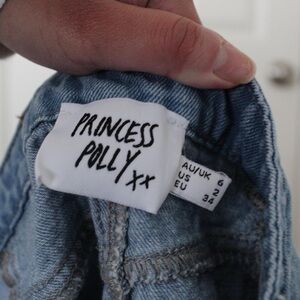 PRINCESS
POLLY
xx
AU/UK 6
US 2
EU 34